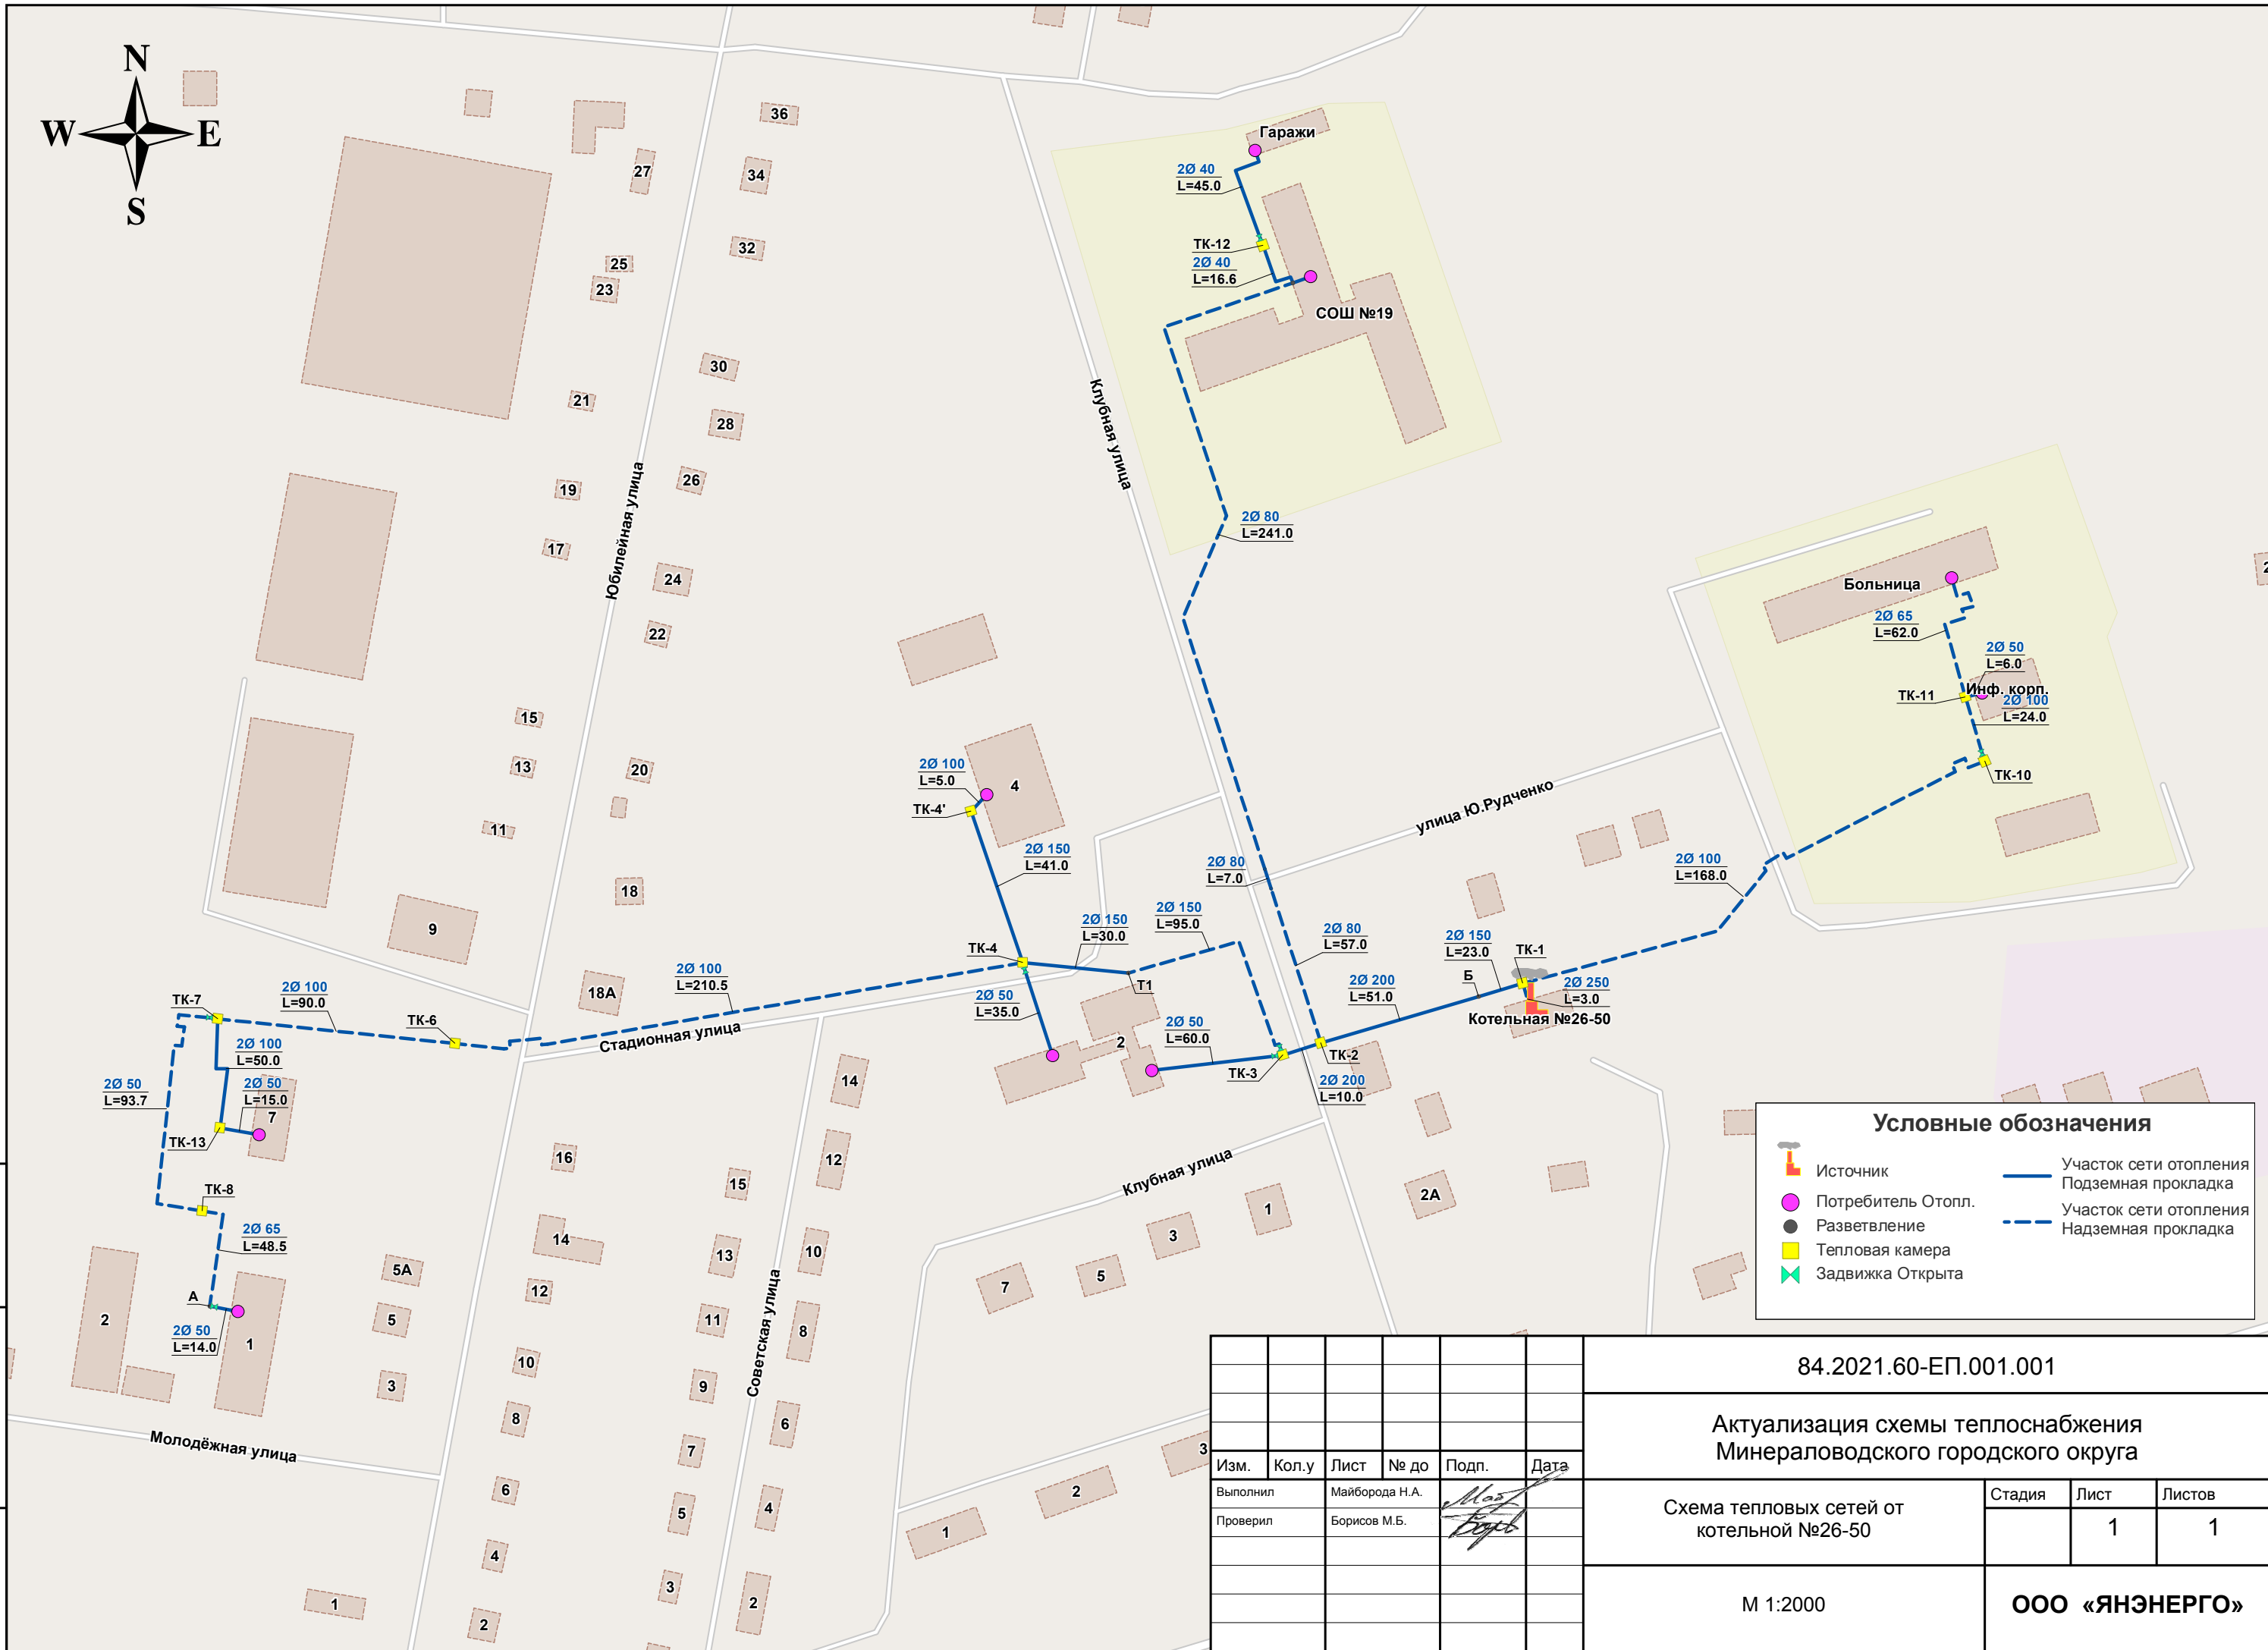 N
W E
S
36
27
34
32
25
23
30
21
28
26
19
17
24
22
15
13
20
11
18
9
18А
Юбилейная улица
Гаражи
2Ø 40
L=45.0
ТК-12
2Ø 40
L=16.6
СОШ №19
Клубная улица
2Ø 80
L=241.0
Больница
2Ø 65
L=62.0
2Ø 50
L=6.0
ТК-11
Инф. корп.
2Ø 100
L=24.0
ТК-10
2
улица Ю.Рудченко
2Ø 100
L=168.0
2Ø 100
L=5.0
4
ТК-4'
2Ø 150
L=41.0
2Ø 80
L=7.0
2Ø 150
L=30.0
2Ø 150
L=95.0
2Ø 80
L=57.0
2Ø 150
L=23.0
ТК-1
Б
2Ø 250
L=3.0
Котельная №26-50
2Ø 200
L=51.0
ТК-4
Т1
2Ø 100
L=210.5
2Ø 50
L=35.0
2Ø 50
L=60.0
2
ТК-2
ТК-3
2Ø 200
L=10.0
Стадионная улица
ТК-7
2Ø 100
L=90.0
ТК-6
2Ø 100
L=50.0
2Ø 50
L=93.7
2Ø 50
L=15.0
7
ТК-13
ТК-8
2Ø 65
L=48.5
А
2Ø 50
L=14.0
2
1
5А
5
3
Молодёжная улица
16
14
12
10
8
6
4
2
1
14
12
15
13
10
11
8
9
6
7
5
4
3
2
Советская улица
Клубная улица
1
3
5
7
2А
1
2
3
Условные обозначения
Источник
Потребитель Отопл.
Разветвление
Тепловая камера
Задвижка Открыта
Участок сети отопления
Подземная прокладка
Участок сети отопления
Надземная прокладка
84.2021.60-ЕП.001.001
Актуализация схемы теплоснабжения
Минераловодского городского округа
Изм. Кол.у Лист № до Подп. Дата
Выполнил Майборода Н.А.
Проверил Борисов М.Б.
Схема тепловых сетей от
котельной №26-50
Стадия Лист Листов
1 1
М 1:2000
ООО «ЯНЭНЕРГО»